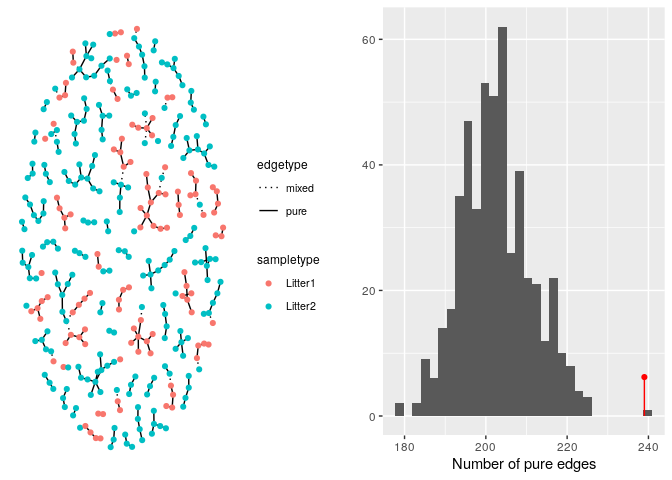 edgetype
mixed
pure
sampletype
Litter1
Litter2
60
40
20
0
180 200 220 240
Number of pure edges